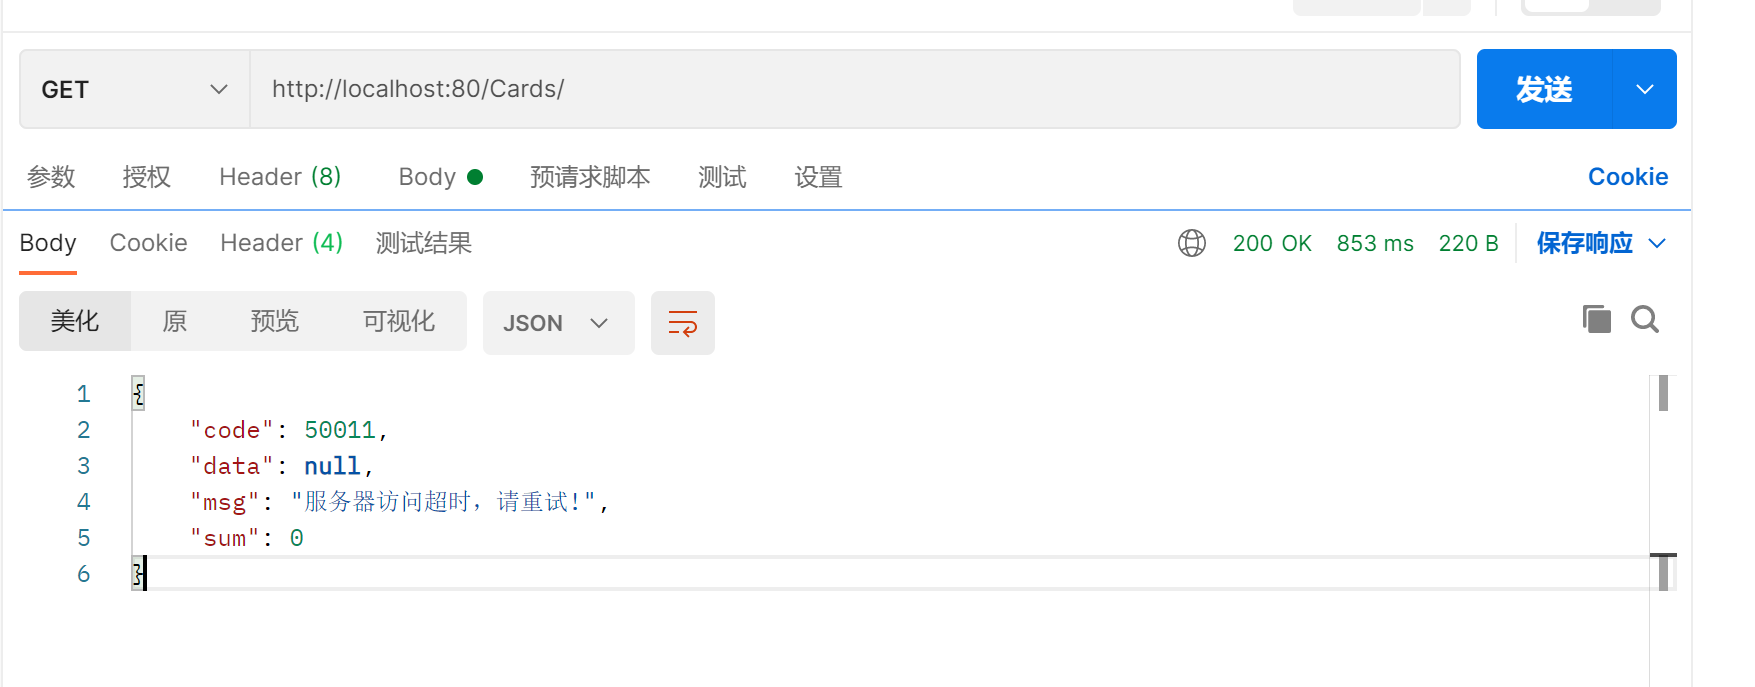 GET http://localhost:80/Cards/ 发送
参数 授权 Header (8) Body 预请求脚本 测试 设置 Cookie
Body Cookie Header (4) 测试结果 200 OK 853 ms 220 B 保存响应
美化 原 预览 可视化 JSON
1 {
2 "code": 50011,
3 "data": null,
4 "msg": "服务器访问超时，请重试!",
5 "sum": 0
6 }